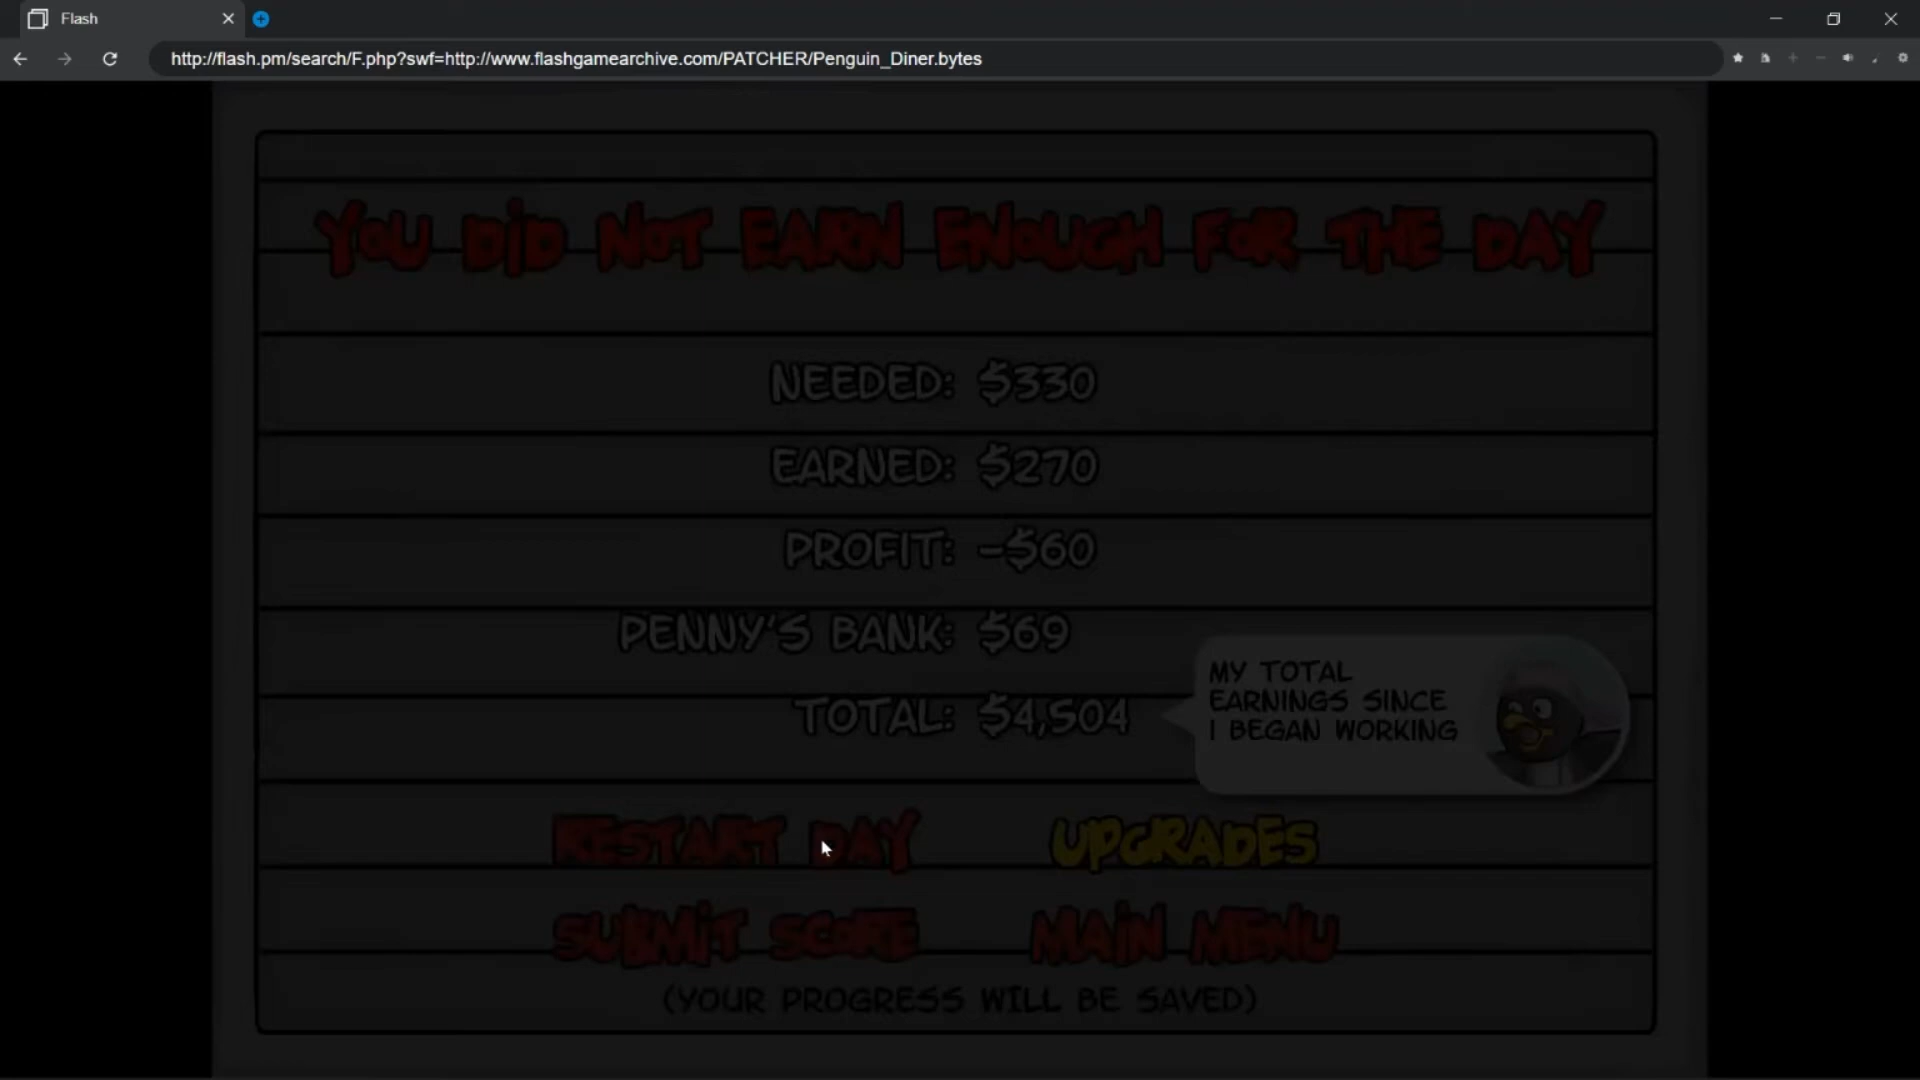 Flash
http://flash.pm/search/F.php?swf=http://www.flashgamearchive.com/PATCHER/Penguin_Diner.bytes
YOU DID NOT EARN ENOUGH FOR THE DAY
NEEDED: $330
EARNED: $270
PROFIT: -$60
PENNY'S BANK: $69
TOTAL: $4,504
MY TOTAL
EARNINGS SINCE
I BEGAN WORKING
RESTART DAY
UPGRADES
SUBMIT SCORE
MAIN MENU
(YOUR PROGRESS WILL BE SAVED)